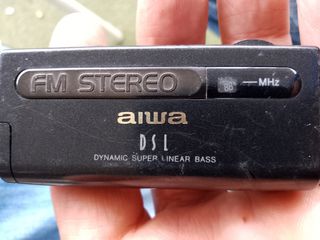 FM STEREO
— MHz
aiwa
DSL
DYNAMIC SUPER LINEAR BASS